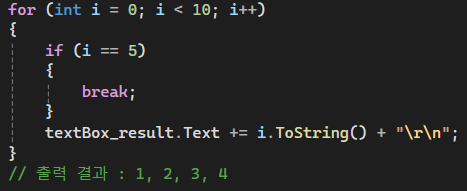 for (int i = 0; i < 10; i++)
{
    if (i == 5)
    {
        break;
    }
    textBox_result.Text += i.ToString() + "\r\n";
}
// 출력 결과 : 1, 2, 3, 4